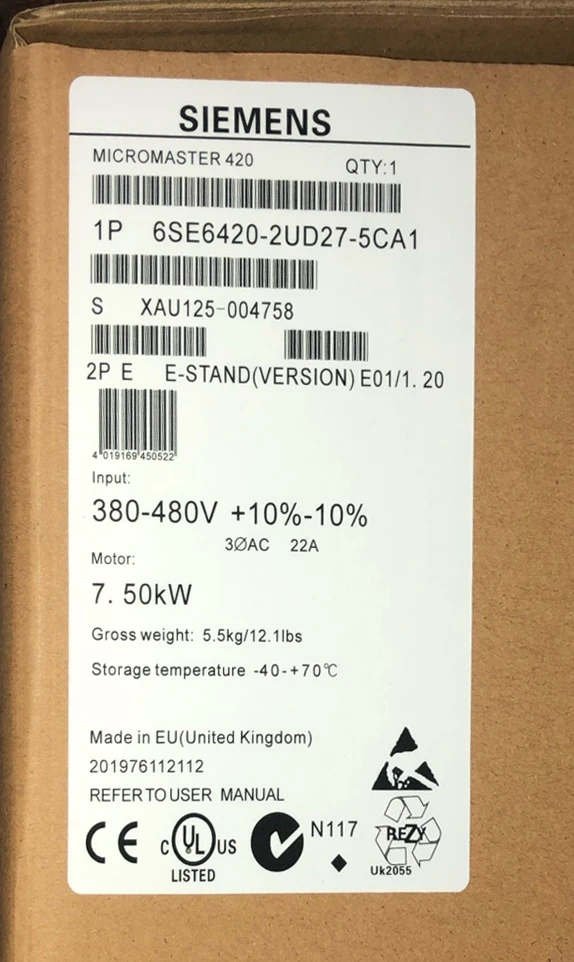 SIEMENS
MICROMASTER 420 QTY:1
1P 6SE6420-2UD27-5CA1
S XAU125-004758
2P E E-STAND(VERSION) E01/1. 20
4 019169 450522
Input:
380-480V +10%-10%
3∅AC 22A
Motor:
7. 50kW
Gross weight: 5.5kg/12.1lbs
Storage temperature -40-+70℃
Made in EU(United Kingdom)
201976112112
REFER TO USER MANUAL
CE C UL US N117 REZY
LISTED Uk2055